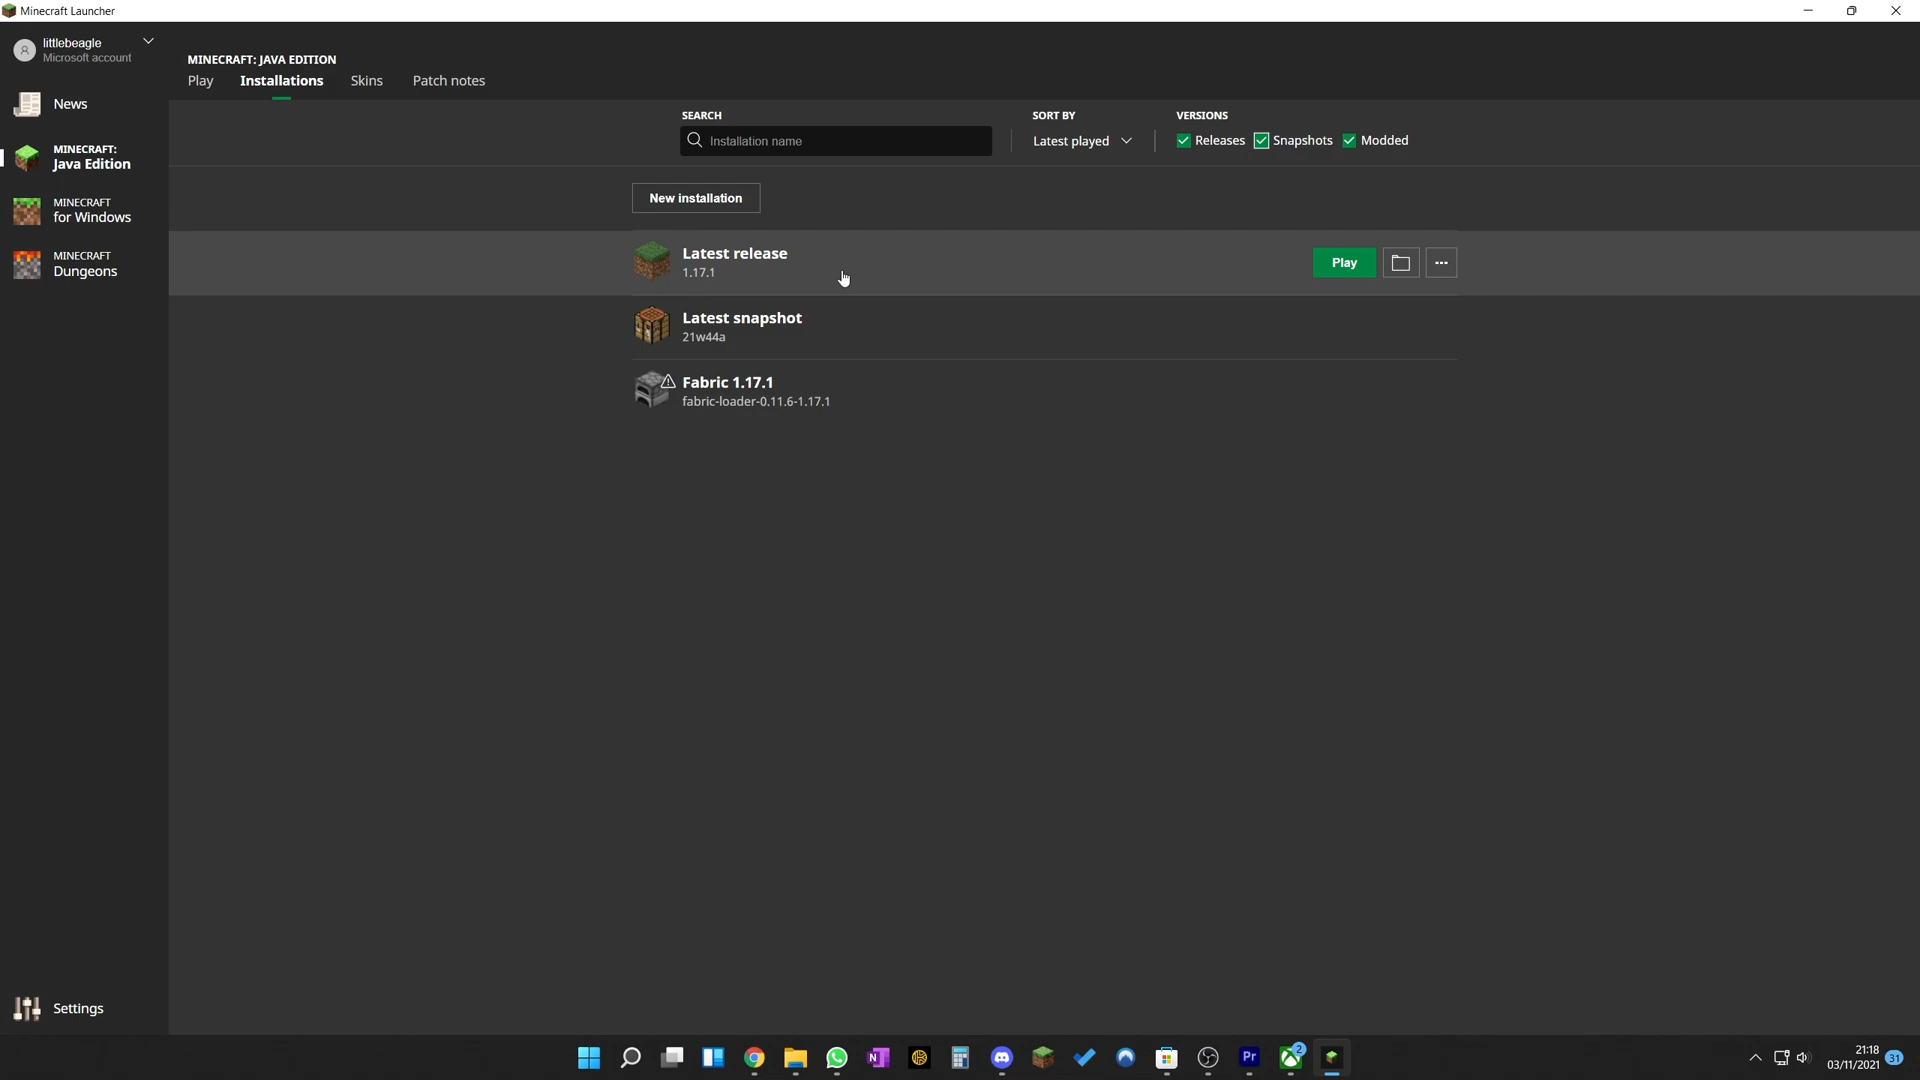 Minecraft Launcher
littlebeagle
Microsoft account
News
MINECRAFT:
Java Edition
MINECRAFT
for Windows
MINECRAFT
Dungeons
Settings
MINECRAFT: JAVA EDITION
Play Installations Skins Patch notes
SEARCH SORT BY VERSIONS
Installation name Latest played Releases Snapshots Modded
New installation
Latest release
1.17.1
Play
Latest snapshot
21w44a
Fabric 1.17.1
fabric-loader-0.11.6-1.17.1
N
Pr
2
21:18
03/11/2021
31